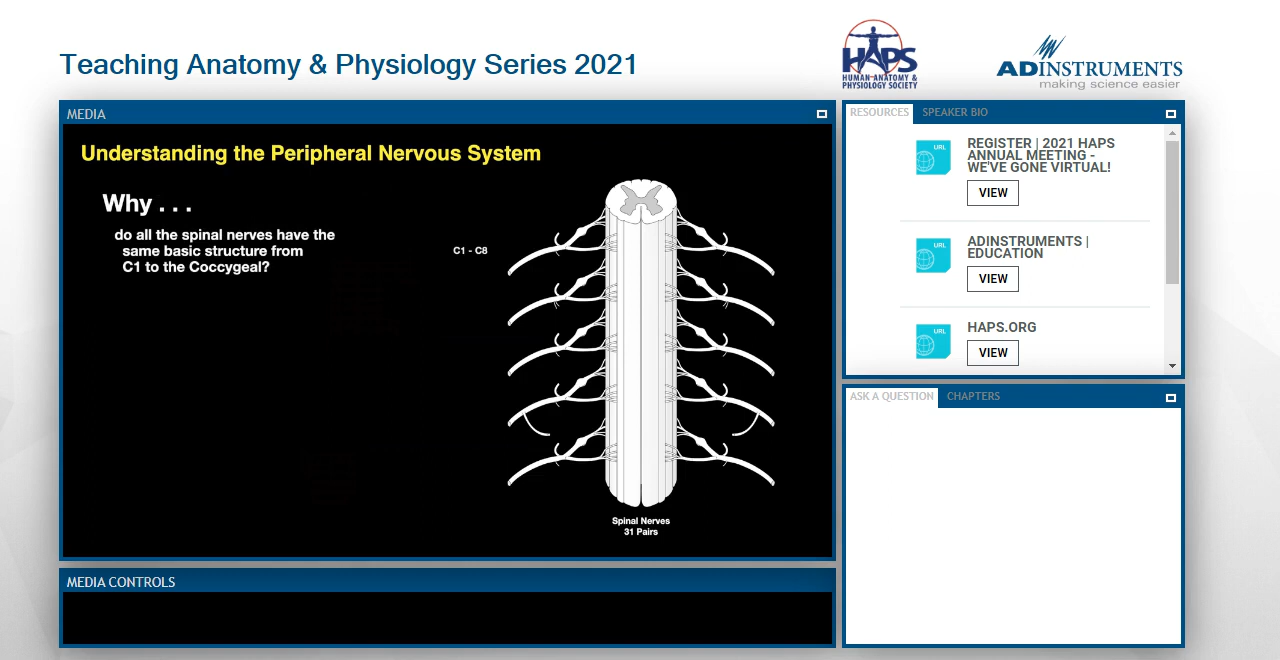 Teaching Anatomy & Physiology Series 2021
HAPS
HUMAN ANATOMY &
PHYSIOLOGY SOCIETY
ADINSTRUMENTS
making science easier
MEDIA
Understanding the Peripheral Nervous System
Why . . .
do all the spinal nerves have the
same basic structure from
C1 to the Coccygeal?
C1 - C8
Spinal Nerves
31 Pairs
MEDIA CONTROLS
RESOURCES
SPEAKER BIO
URL
REGISTER | 2021 HAPS
ANNUAL MEETING -
WE'VE GONE VIRTUAL!
VIEW
URL
ADINSTRUMENTS |
EDUCATION
VIEW
URL
HAPS.ORG
VIEW
ASK A QUESTION
CHAPTERS